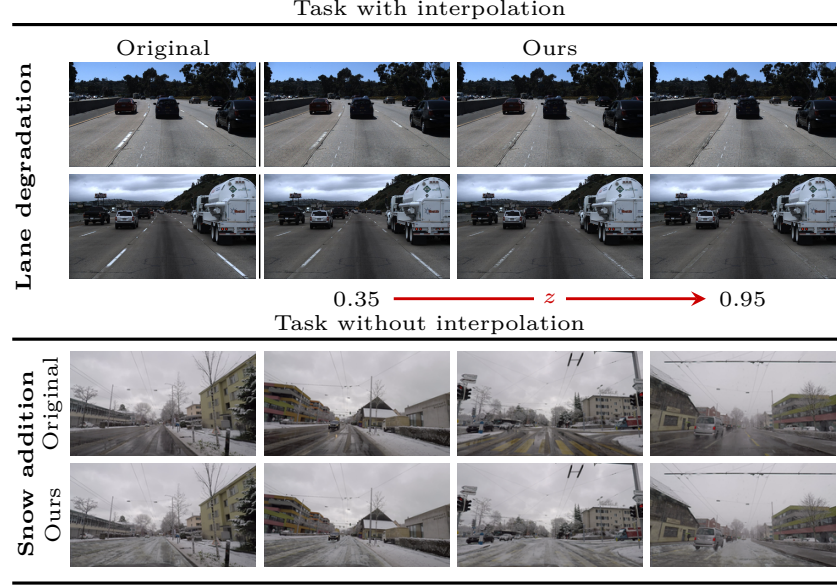 Task with interpolation
Original
Ours
Lane degradation
0.35
z
0.95
Task without interpolation
Snow addition
Original
Ours